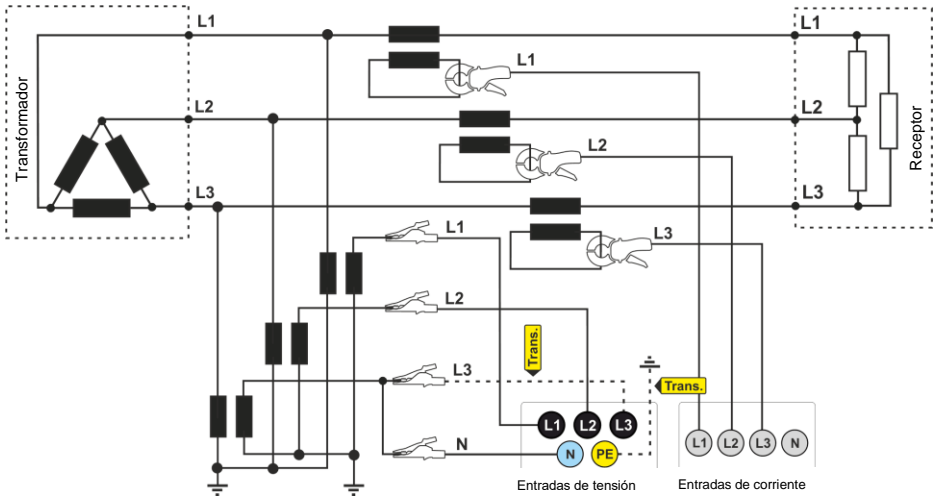 L1
L1
Transformador
L1
L2
L2
L2
Receptor
L3
L3
L1
L3
L2
Trans.
L3
Trans.
L1
L2
L3
N
N
PE
L1
L2
L3
N
Entradas de tensión
Entradas de corriente